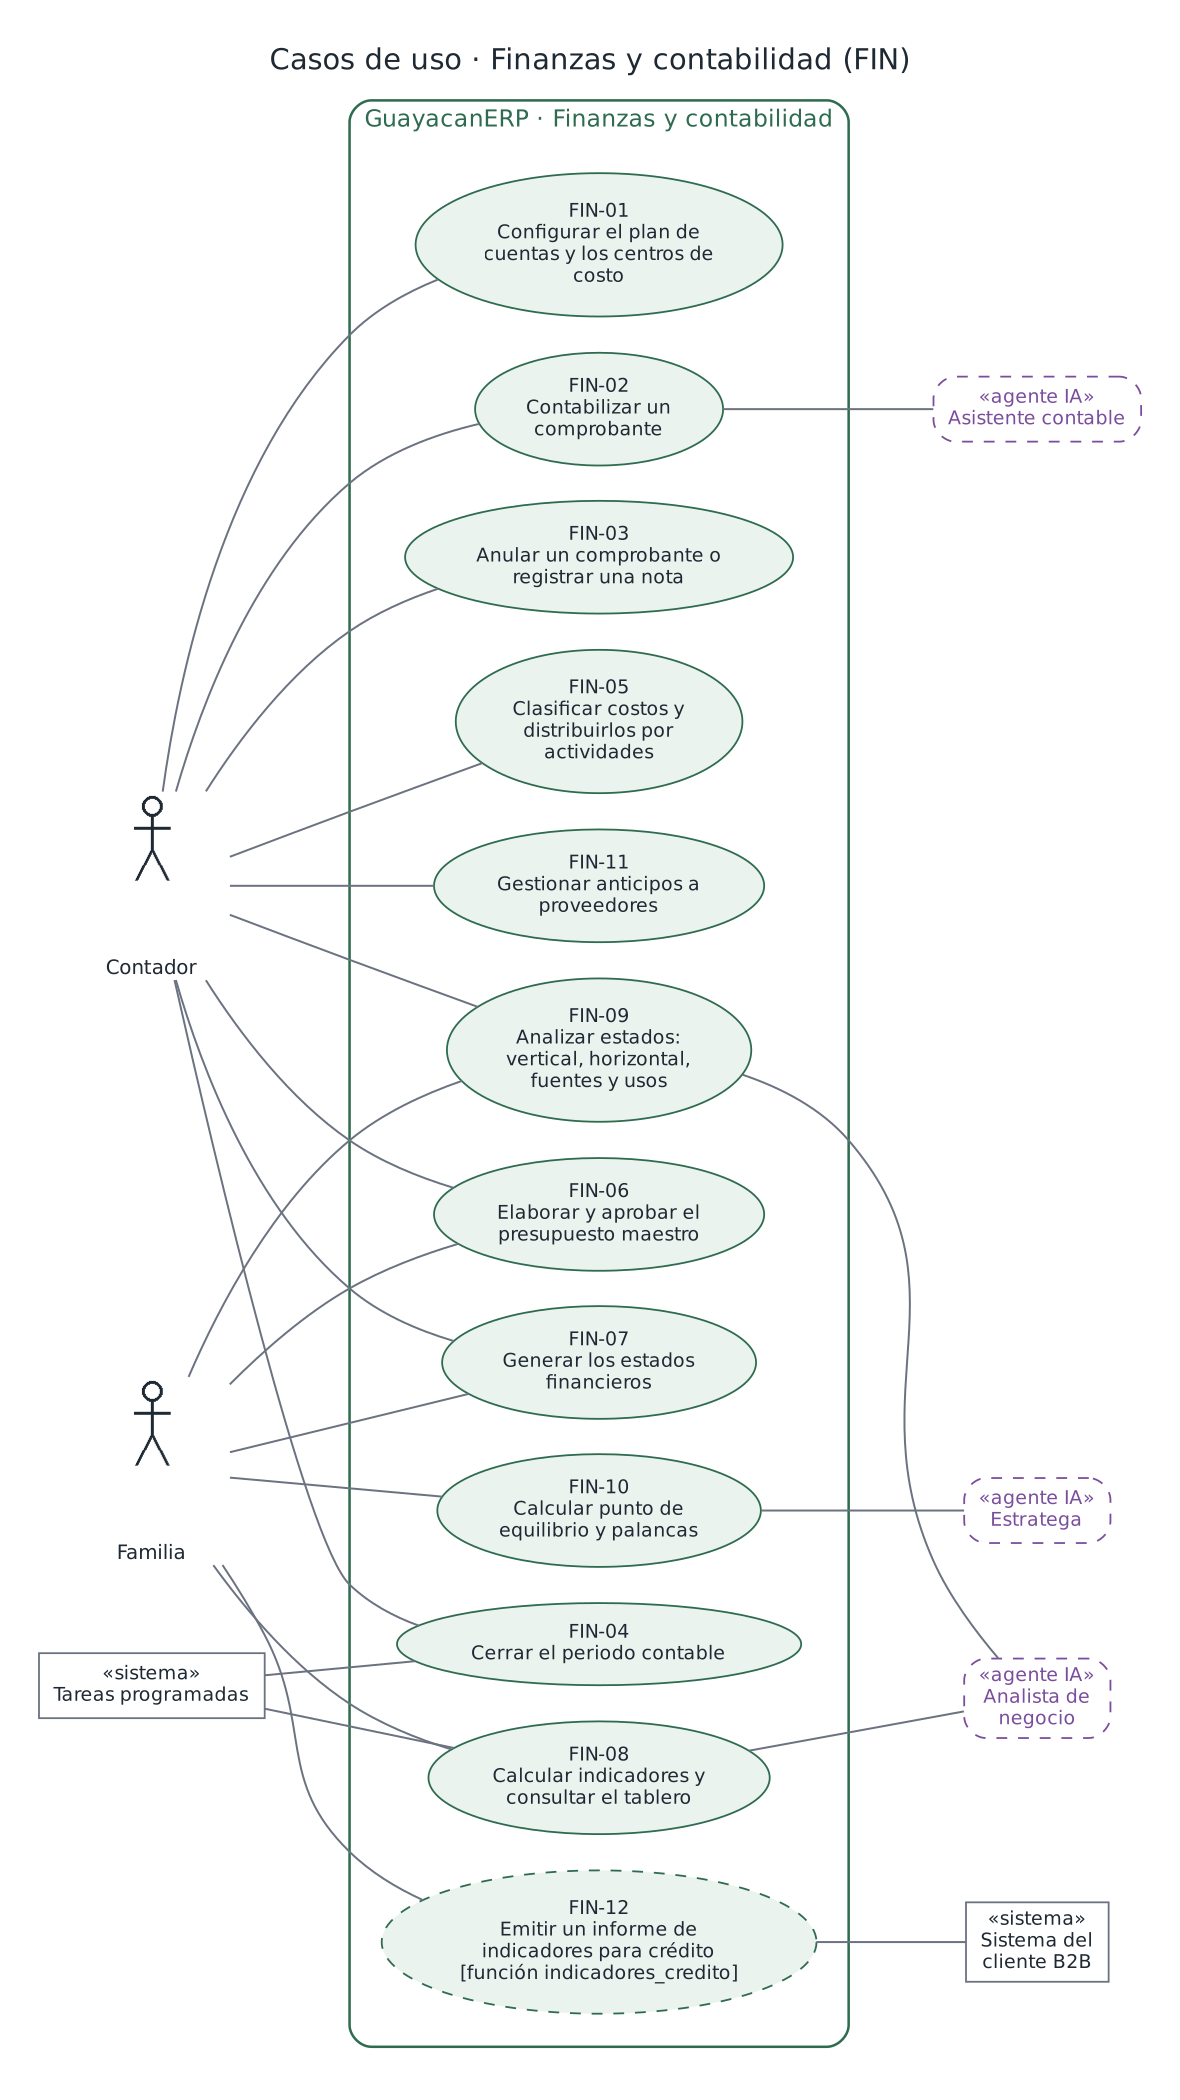 Casos de uso · Finanzas y contabilidad (FIN)
GuayacanERP · Finanzas y contabilidad
FIN-01
Configurar el plan de
cuentas y los centros de
costo
FIN-02
Contabilizar un
comprobante
«agente IA»
Asistente contable
FIN-03
Anular un comprobante o
registrar una nota
FIN-05
Clasificar costos y
distribuirlos por
actividades
FIN-11
Gestionar anticipos a
proveedores
Contador
FIN-09
Analizar estados:
vertical, horizontal,
fuentes y usos
FIN-06
Elaborar y aprobar el
presupuesto maestro
FIN-07
Generar los estados
financieros
FIN-10
Calcular punto de
equilibrio y palancas
«agente IA»
Estratega
Familia
FIN-04
Cerrar el periodo contable
«sistema»
Tareas programadas
«agente IA»
Analista de
negocio
FIN-08
Calcular indicadores y
consultar el tablero
FIN-12
Emitir un informe de
indicadores para crédito
[función indicadores_credito]
«sistema»
Sistema del
cliente B2B